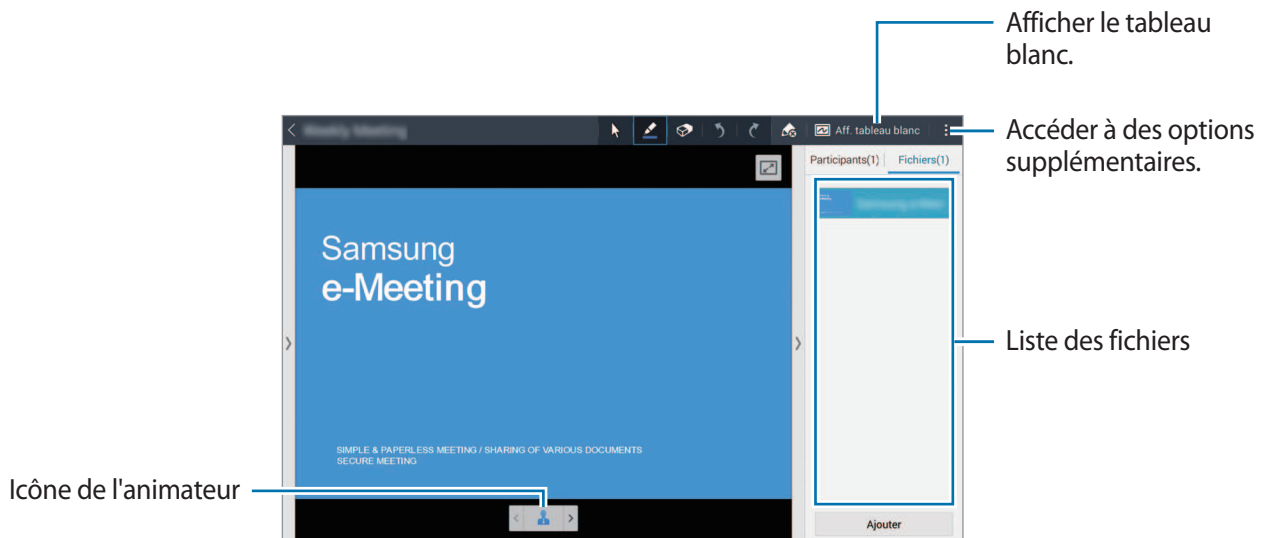 Afficher le tableau
blanc.
Aff. tableau blanc
Accéder à des options
supplémentaires.
Participants(1)
Fichiers(1)
Samsung
e-Meeting
Liste des fichiers
SIMPLE & PAPERLESS MEETING / SHARING OF VARIOUS DOCUMENTS
SECURE MEETING
Icône de l'animateur
Ajouter